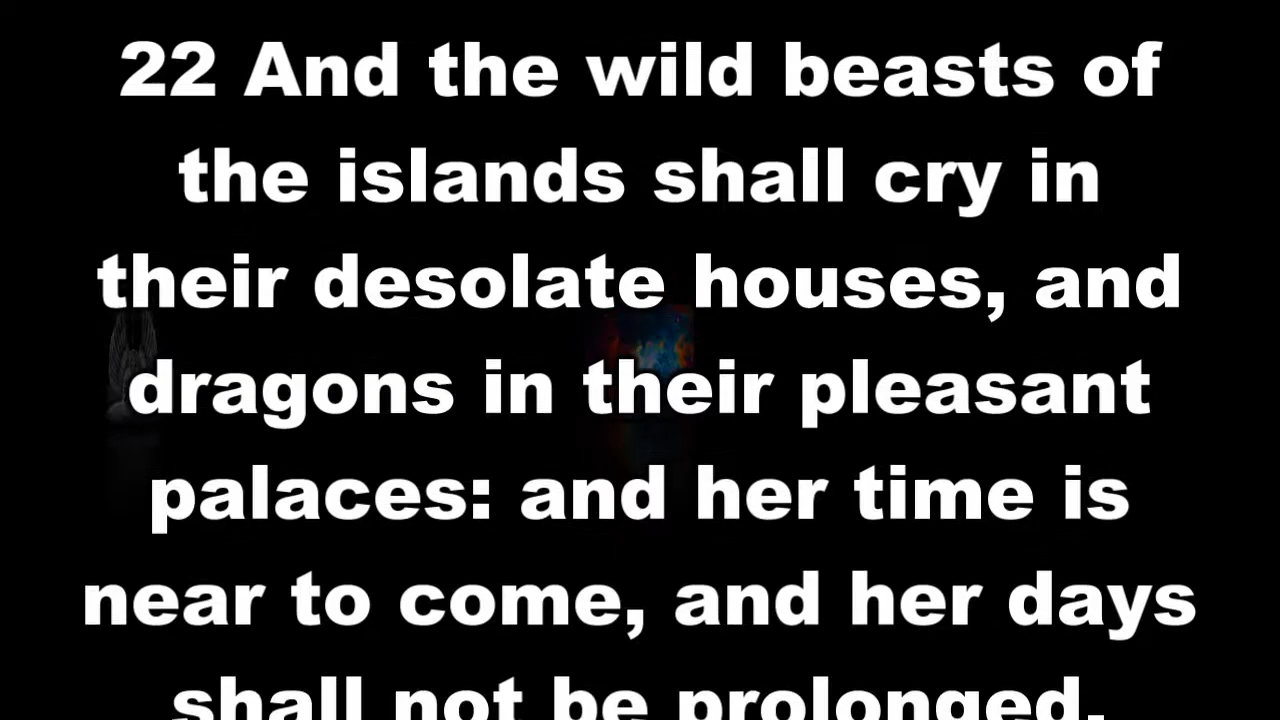 22 And the wild beasts of
the islands shall cry in
their desolate houses, and
dragons in their pleasant
palaces: and her time is
near to come, and her days
shall not be prolonged.